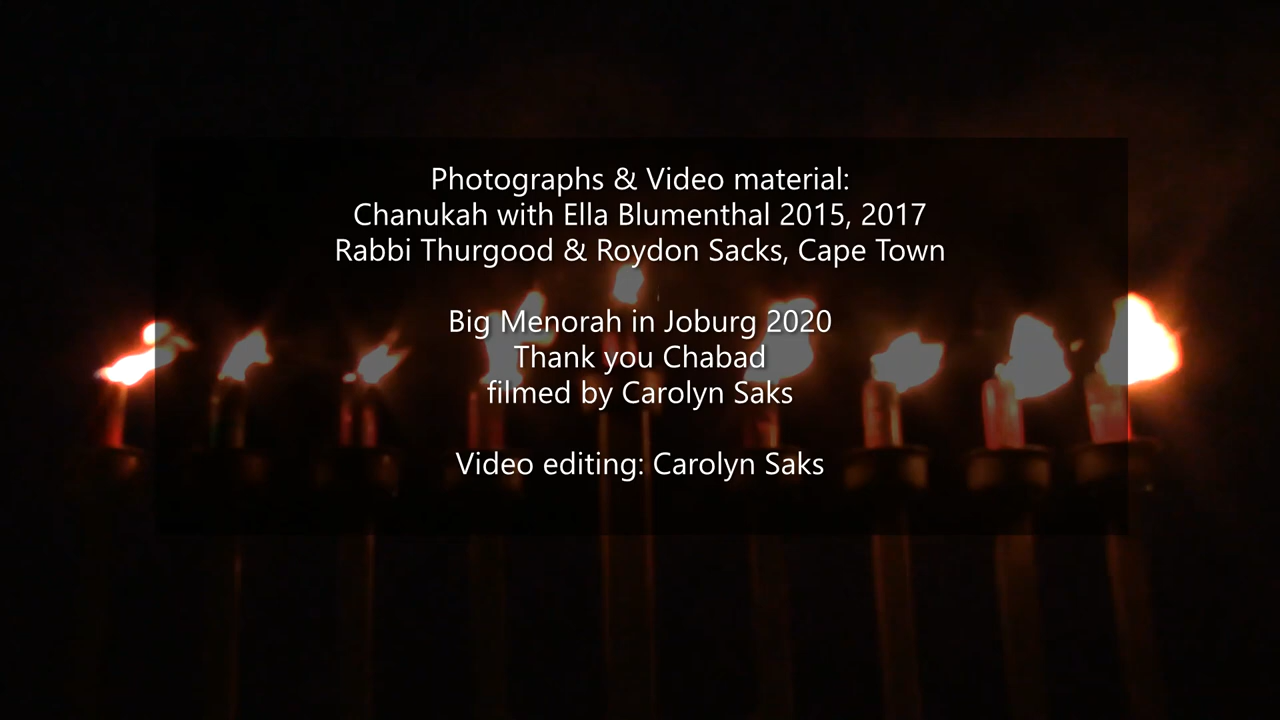 Photographs & Video material:
Chanukah with Ella Blumenthal 2015, 2017
Rabbi Thurgood & Roydon Sacks, Cape Town
Big Menorah in Joburg 2020
Thank you Chabad
filmed by Carolyn Saks
Video editing: Carolyn Saks